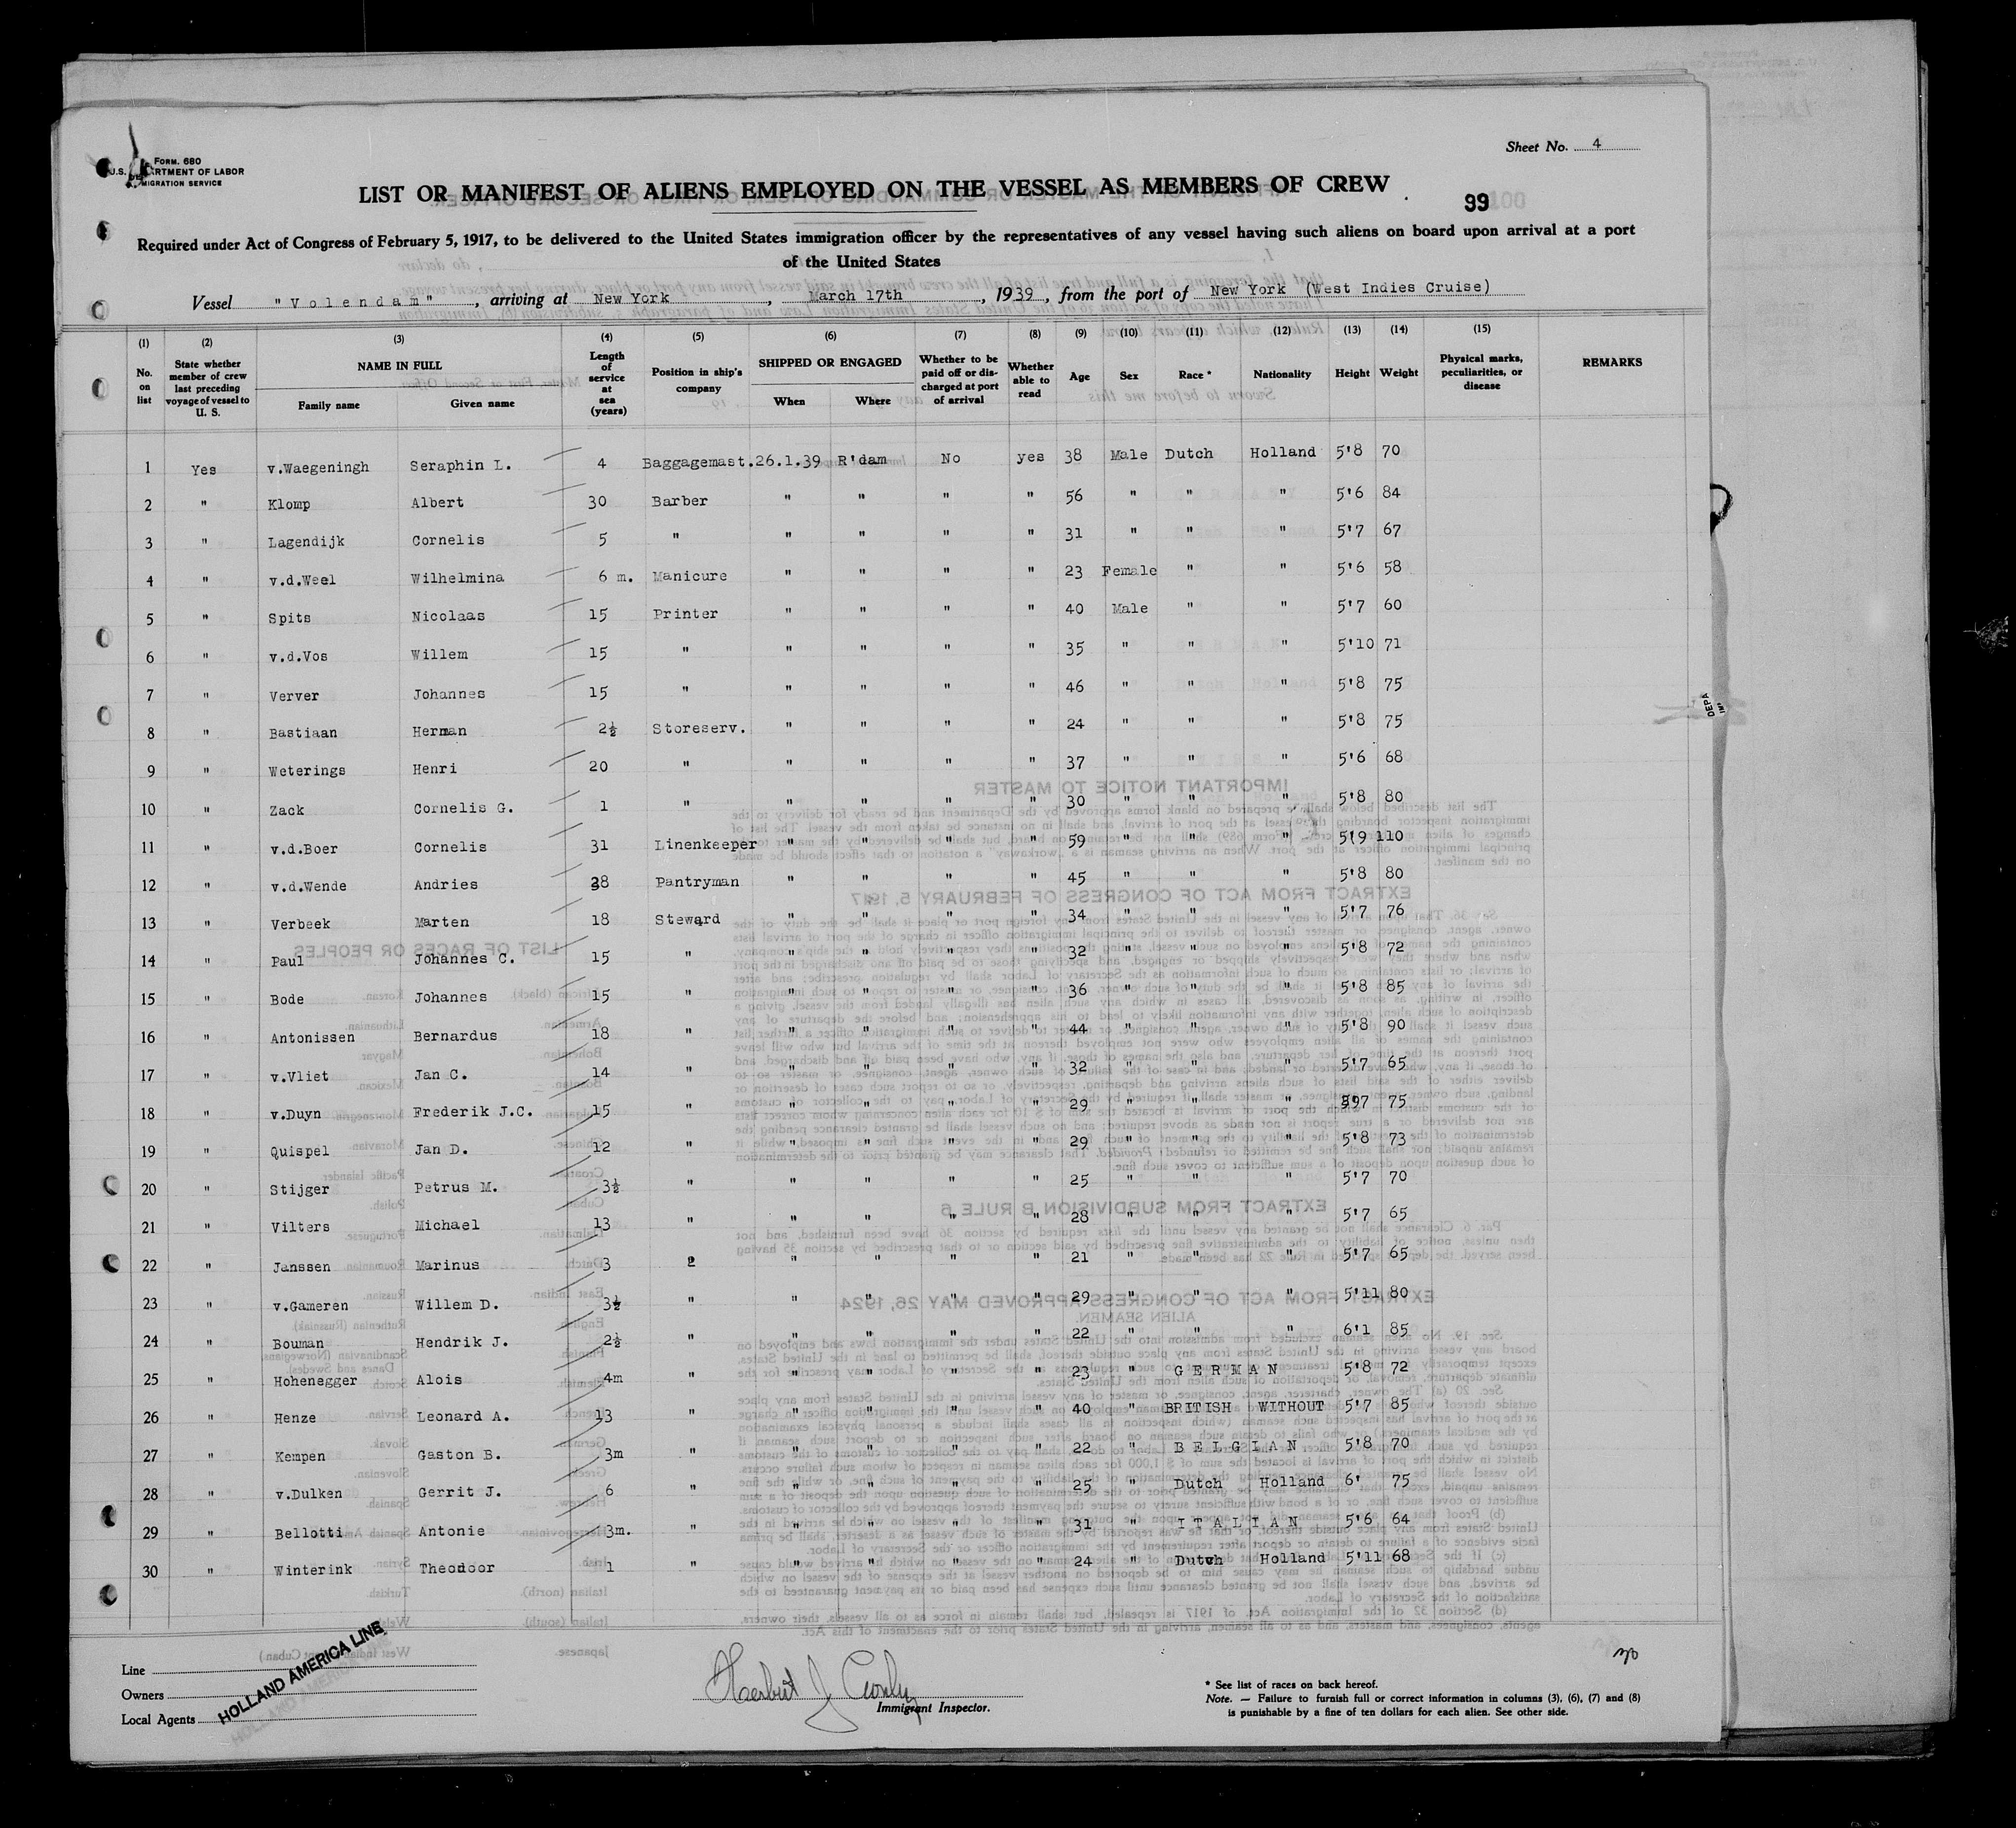 Form. 680
U.S. DEPARTMENT OF LABOR
IMMIGRATION SERVICE
Sheet No. 4
LIST OR MANIFEST OF ALIENS EMPLOYED ON THE VESSEL AS MEMBERS OF CREW
99
Required under Act of Congress of February 5, 1917, to be delivered to the United States immigration officer by the representatives of any vessel having such aliens on board upon arrival at a port
of the United States
Vessel "Volendam", arriving at New York, March 17th, 1939, from the port of New York (West Indies Cruise)
(1) (2) (3) (4) (5) (6) (7) (8) (9) (10) (11) (12) (13) (14) (15)
No. on list | State whether member of crew last preceding voyage of vessel to U. S. | NAME IN FULL | Family name | Given name | Length of service at sea (years) | Position in ship's company | SHIPPED OR ENGAGED | When | Where | Whether to be paid off or discharged at port of arrival | Whether able to read | Age | Sex | Race * | Nationality | Height | Weight | Physical marks, peculiarities, or disease | REMARKS
1 Yes v.Waegeningh Seraphin L. 4 Baggagemast. 26.1.39 R'dam No yes 38 Male Dutch Holland 5'8 70
2 " Klomp Albert 30 Barber " " " " 56 " " " 5'6 84
3 " Lagendijk Cornelis 5 " " " " " 31 " " " 5'7 67
4 " v.d.Weel Wilhelmina 6 m. Manicure " " " " 23 Female " " 5'6 58
5 " Spits Nicolaas 15 Printer " " " " 40 Male " " 5'7 60
6 " v.d.Vos Willem 15 " " " " " 35 " " " 5'10 71
7 " Verver Johannes 15 " " " " " 46 " " " 5'8 75
8 " Bastiaan Herman 2½ Storeserv. " " " " 24 " " " 5'8 75
9 " Weterings Henri 20 " " " " " 37 " " " 5'6 68
10 " Zack Cornelis G. 1 " " " " " 30 " " " 5'8 80
11 " v.d.Boer Cornelis 31 Linenkeeper " " " " 59 " " " 5'9 110
12 " v.d.Wende Andries 28 Pantryman " " " " 45 " " " 5'8 80
13 " Verbeek Marten 18 Steward " " " " 34 " " " 5'7 76
14 " Paul Johannes C. 15 " " " " " 32 " " " 5'8 72
15 " Bode Johannes 15 " " " " " 36 " " " 5'8 85
16 " Antonissen Bernardus 18 " " " " " 44 " " " 5'8 90
17 " v.Vliet Jan C. 14 " " " " " 32 " " " 5'7 65
18 " v.Duyn Frederik J.C. 15 " " " " " 29 " " " 5'7 75
19 " Quispel Jan D. 12 " " " " " 29 " " " 5'8 73
20 " Stijger Petrus M. 3½ " " " " " 25 " " " 5'7 70
21 " Vilters Michael 13 " " " " " 28 " " " 5'7 65
22 " Janssen Marinus 3 " " " " " 21 " " " 5'7 65
23 " v.Gameren Willem D. 3½ " " " " " 29 " " " 5'11 80
24 " Bouman Hendrik J. 2½ " " " " " 22 " " " 6'1 85
25 " Hohenegger Alois 4m " " " " " 23 " GERMAN 5'8 72
26 " Henze Leonard A. 13 " " " " " 40 " BRITISH WITHOUT 5'7 85
27 " Kempen Gaston B. 3m " " " " " 22 " BELGIAN 5'8 70
28 " v.Dulken Gerrit J. 6 " " " " " 25 " Dutch Holland 6' 75
29 " Bellotti Antonie 3m. " " " " " 31 " ITALIAN 5'6 64
30 " Winterink Theodoor 1 " " " " " 24 " Dutch Holland 5'11 68
Line
Owners
Local Agents
HOLLAND AMERICA LINE
Herbert J
Immigrant Inspector.
* See list of races on back hereof.
Note. — Failure to furnish full or correct information in columns (3), (6), (7) and (8)
is punishable by a fine of ten dollars for each alien. See other side.